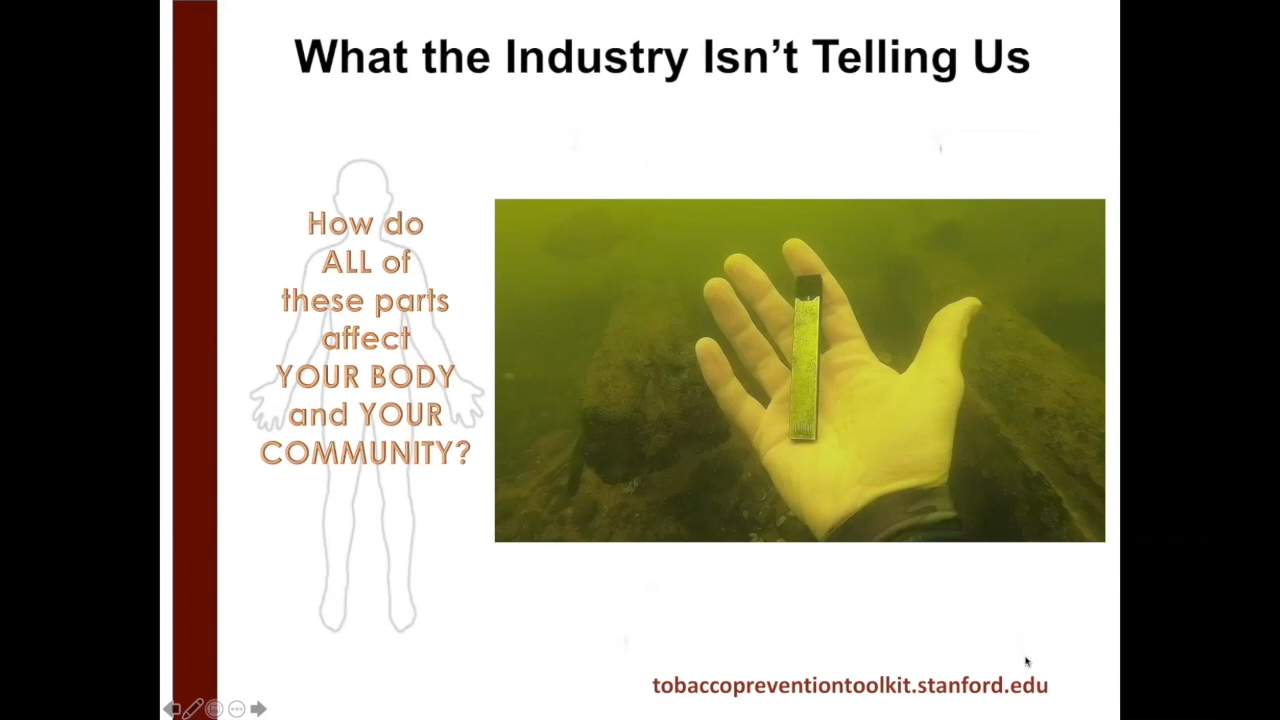 What the Industry Isn’t Telling Us
How do
ALL of
these parts
affect
YOUR BODY
and YOUR
COMMUNITY?
tobaccopreventiontoolkit.stanford.edu